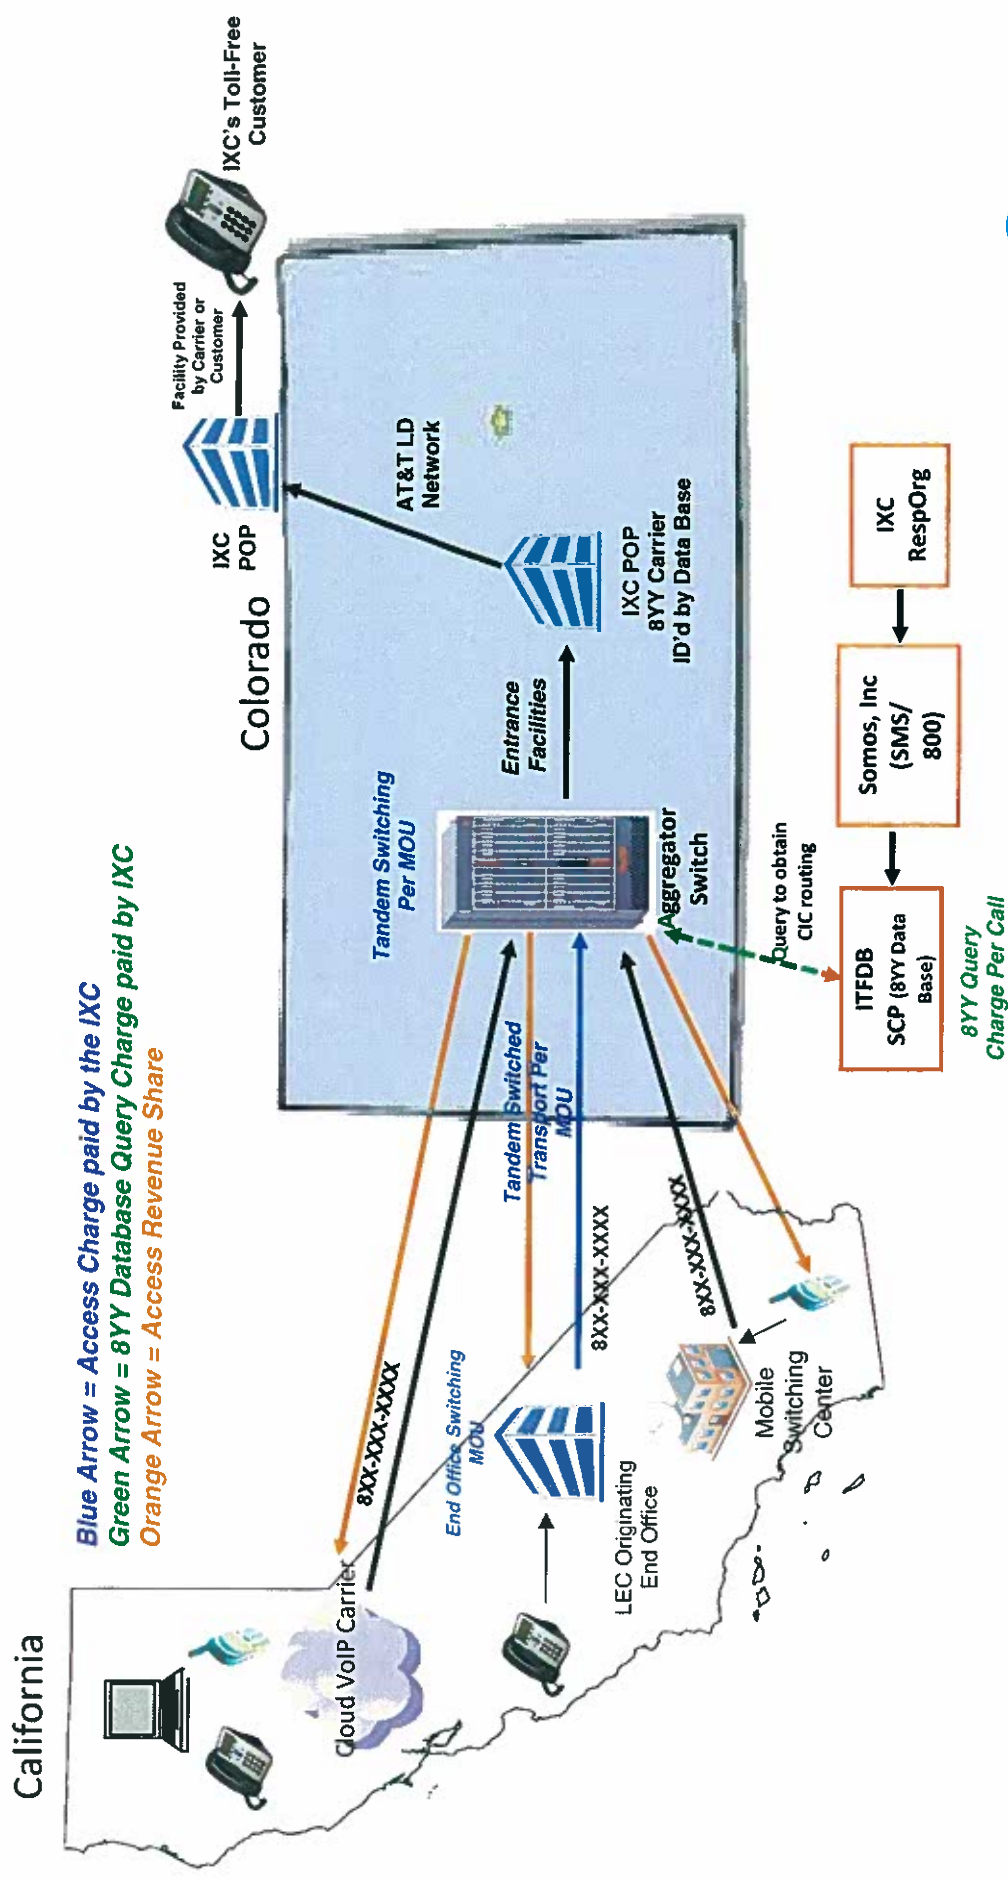 Blue Arrow = Access Charge paid by the IXC
Green Arrow = 8YY Database Query Charge paid by IXC
Orange Arrow = Access Revenue Share
California
Colorado
Cloud VoIP Carrier
8XX-XXX-XXXX
End Office Switching
MOU
LEC Originating
End Office
8XX-XXX-XXXX
Tandem Switched
Transport Per
MOU
Mobile
Switching
Center
8XX-XXX-XXXX
Tandem Switching
Per MOU
Aggregator
Switch
Entrance
Facilities
IXC POP
8YY Carrier
ID'd by Data Base
AT&T LD
Network
IXC
POP
Facility Provided
by Carrier or
Customer
IXC's Toll-Free
Customer
Query to obtain
CIC routing
ITFDB
SCP (8YY Data
Base)
8YY Query
Charge Per Call
Somos, Inc
(SMS/
800)
IXC
RespOrg